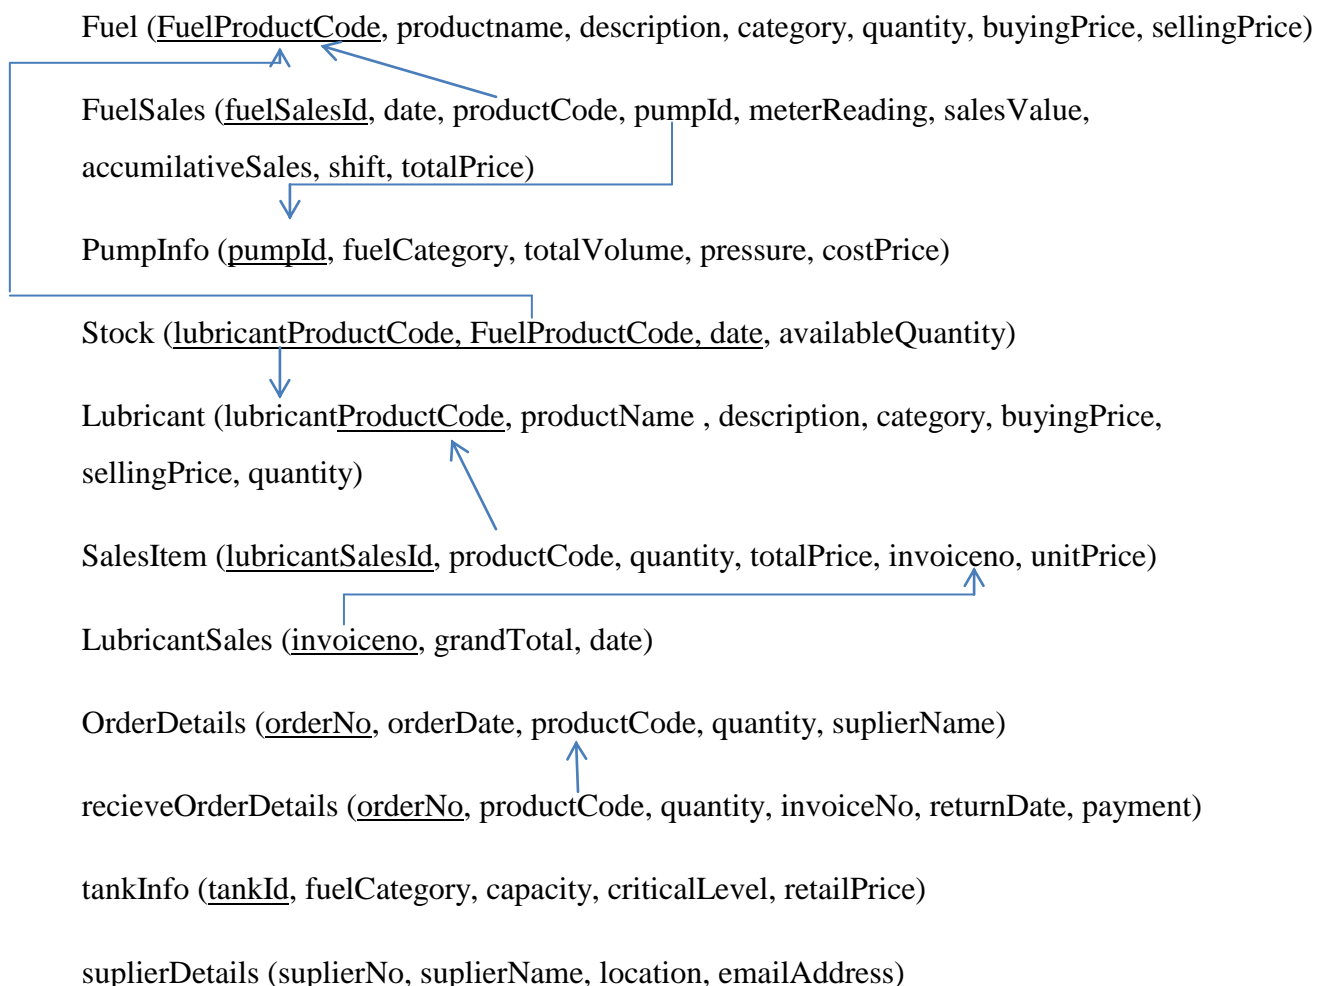 Fuel (FuelProductCode, productname, description, category, quantity, buyingPrice, sellingPrice)
FuelSales (fuelSalesId, date, productCode, pumpId, meterReading, salesValue,
accumilativeSales, shift, totalPrice)
PumpInfo (pumpId, fuelCategory, totalVolume, pressure, costPrice)
Stock (lubricantProductCode, FuelProductCode, date, availableQuantity)
Lubricant (lubricantProductCode, productName , description, category, buyingPrice,
sellingPrice, quantity)
SalesItem (lubricantSalesId, productCode, quantity, totalPrice, invoiceno, unitPrice)
LubricantSales (invoiceno, grandTotal, date)
OrderDetails (orderNo, orderDate, productCode, quantity, suplierName)
recieveOrderDetails (orderNo, productCode, quantity, invoiceNo, returnDate, payment)
tankInfo (tankId, fuelCategory, capacity, criticalLevel, retailPrice)
suplierDetails (suplierNo, suplierName, location, emailAddress)